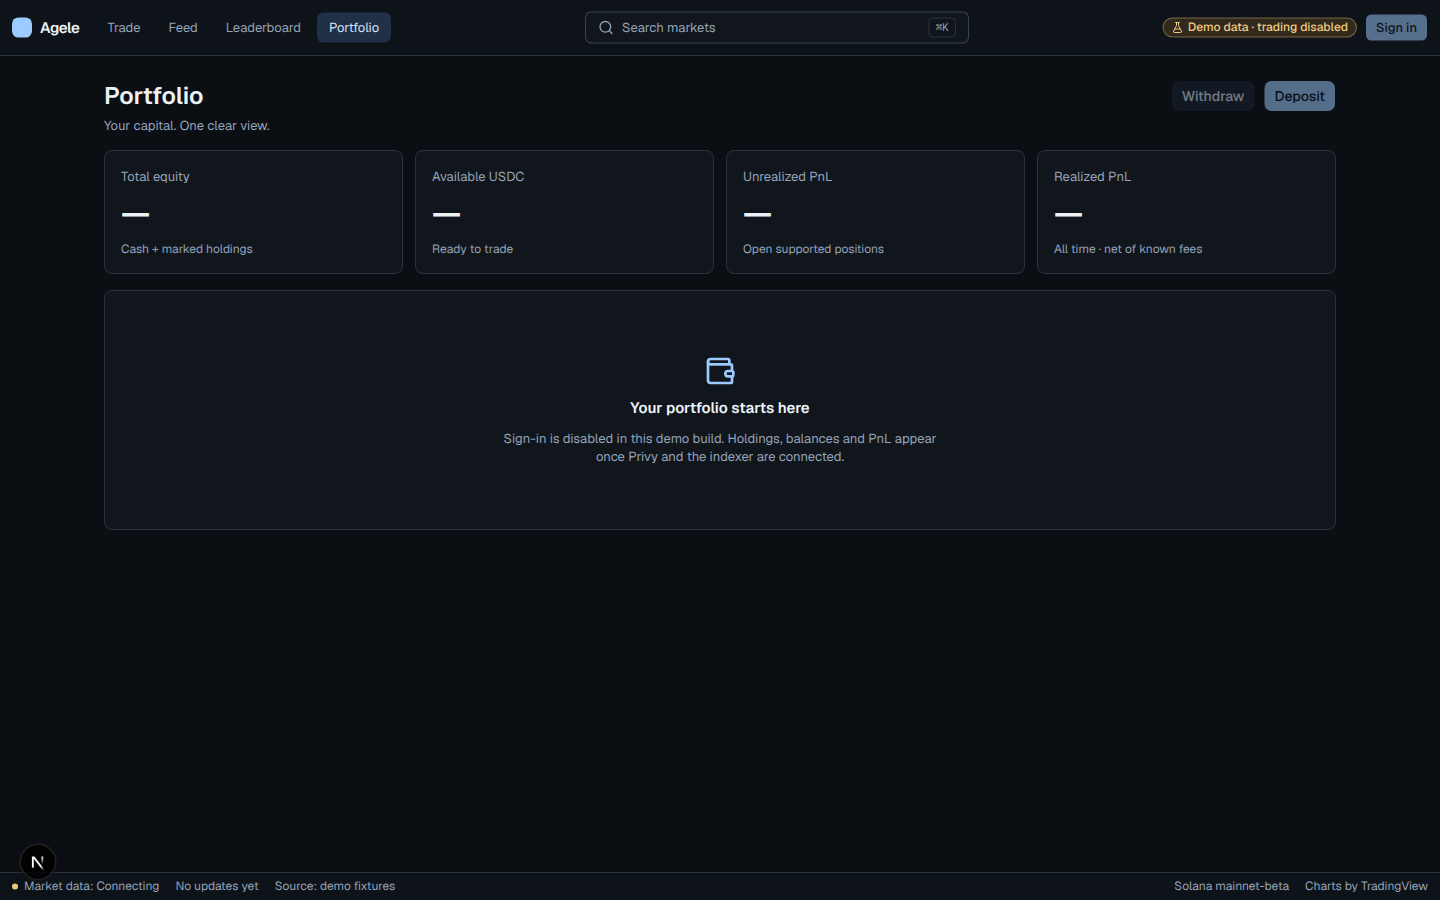 Agele
Trade
Feed
Leaderboard
Portfolio
Search markets
⌘K
Demo data · trading disabled
Sign in
Portfolio
Your capital. One clear view.
Withdraw
Deposit
Total equity
—
Cash + marked holdings
Available USDC
—
Ready to trade
Unrealized PnL
—
Open supported positions
Realized PnL
—
All time · net of known fees
Your portfolio starts here
Sign-in is disabled in this demo build. Holdings, balances and PnL appear
once Privy and the indexer are connected.
N
Market data: Connecting
No updates yet
Source: demo fixtures
Solana mainnet-beta
Charts by TradingView